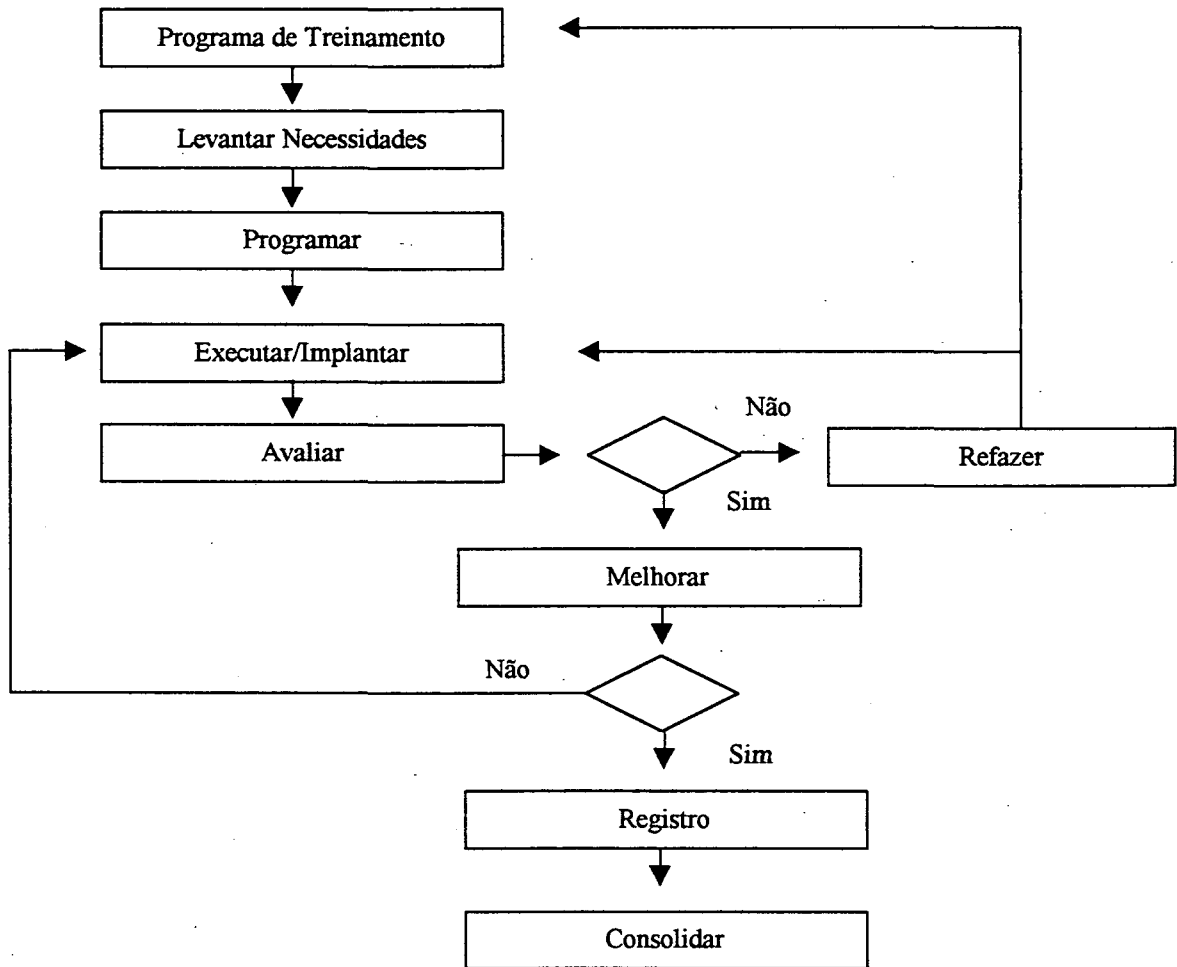 Programa de Treinamento
Levantar Necessidades
Programar
Executar/Implantar
Avaliar
Não
Refazer
Sim
Melhorar
Não
Sim
Registro
Consolidar